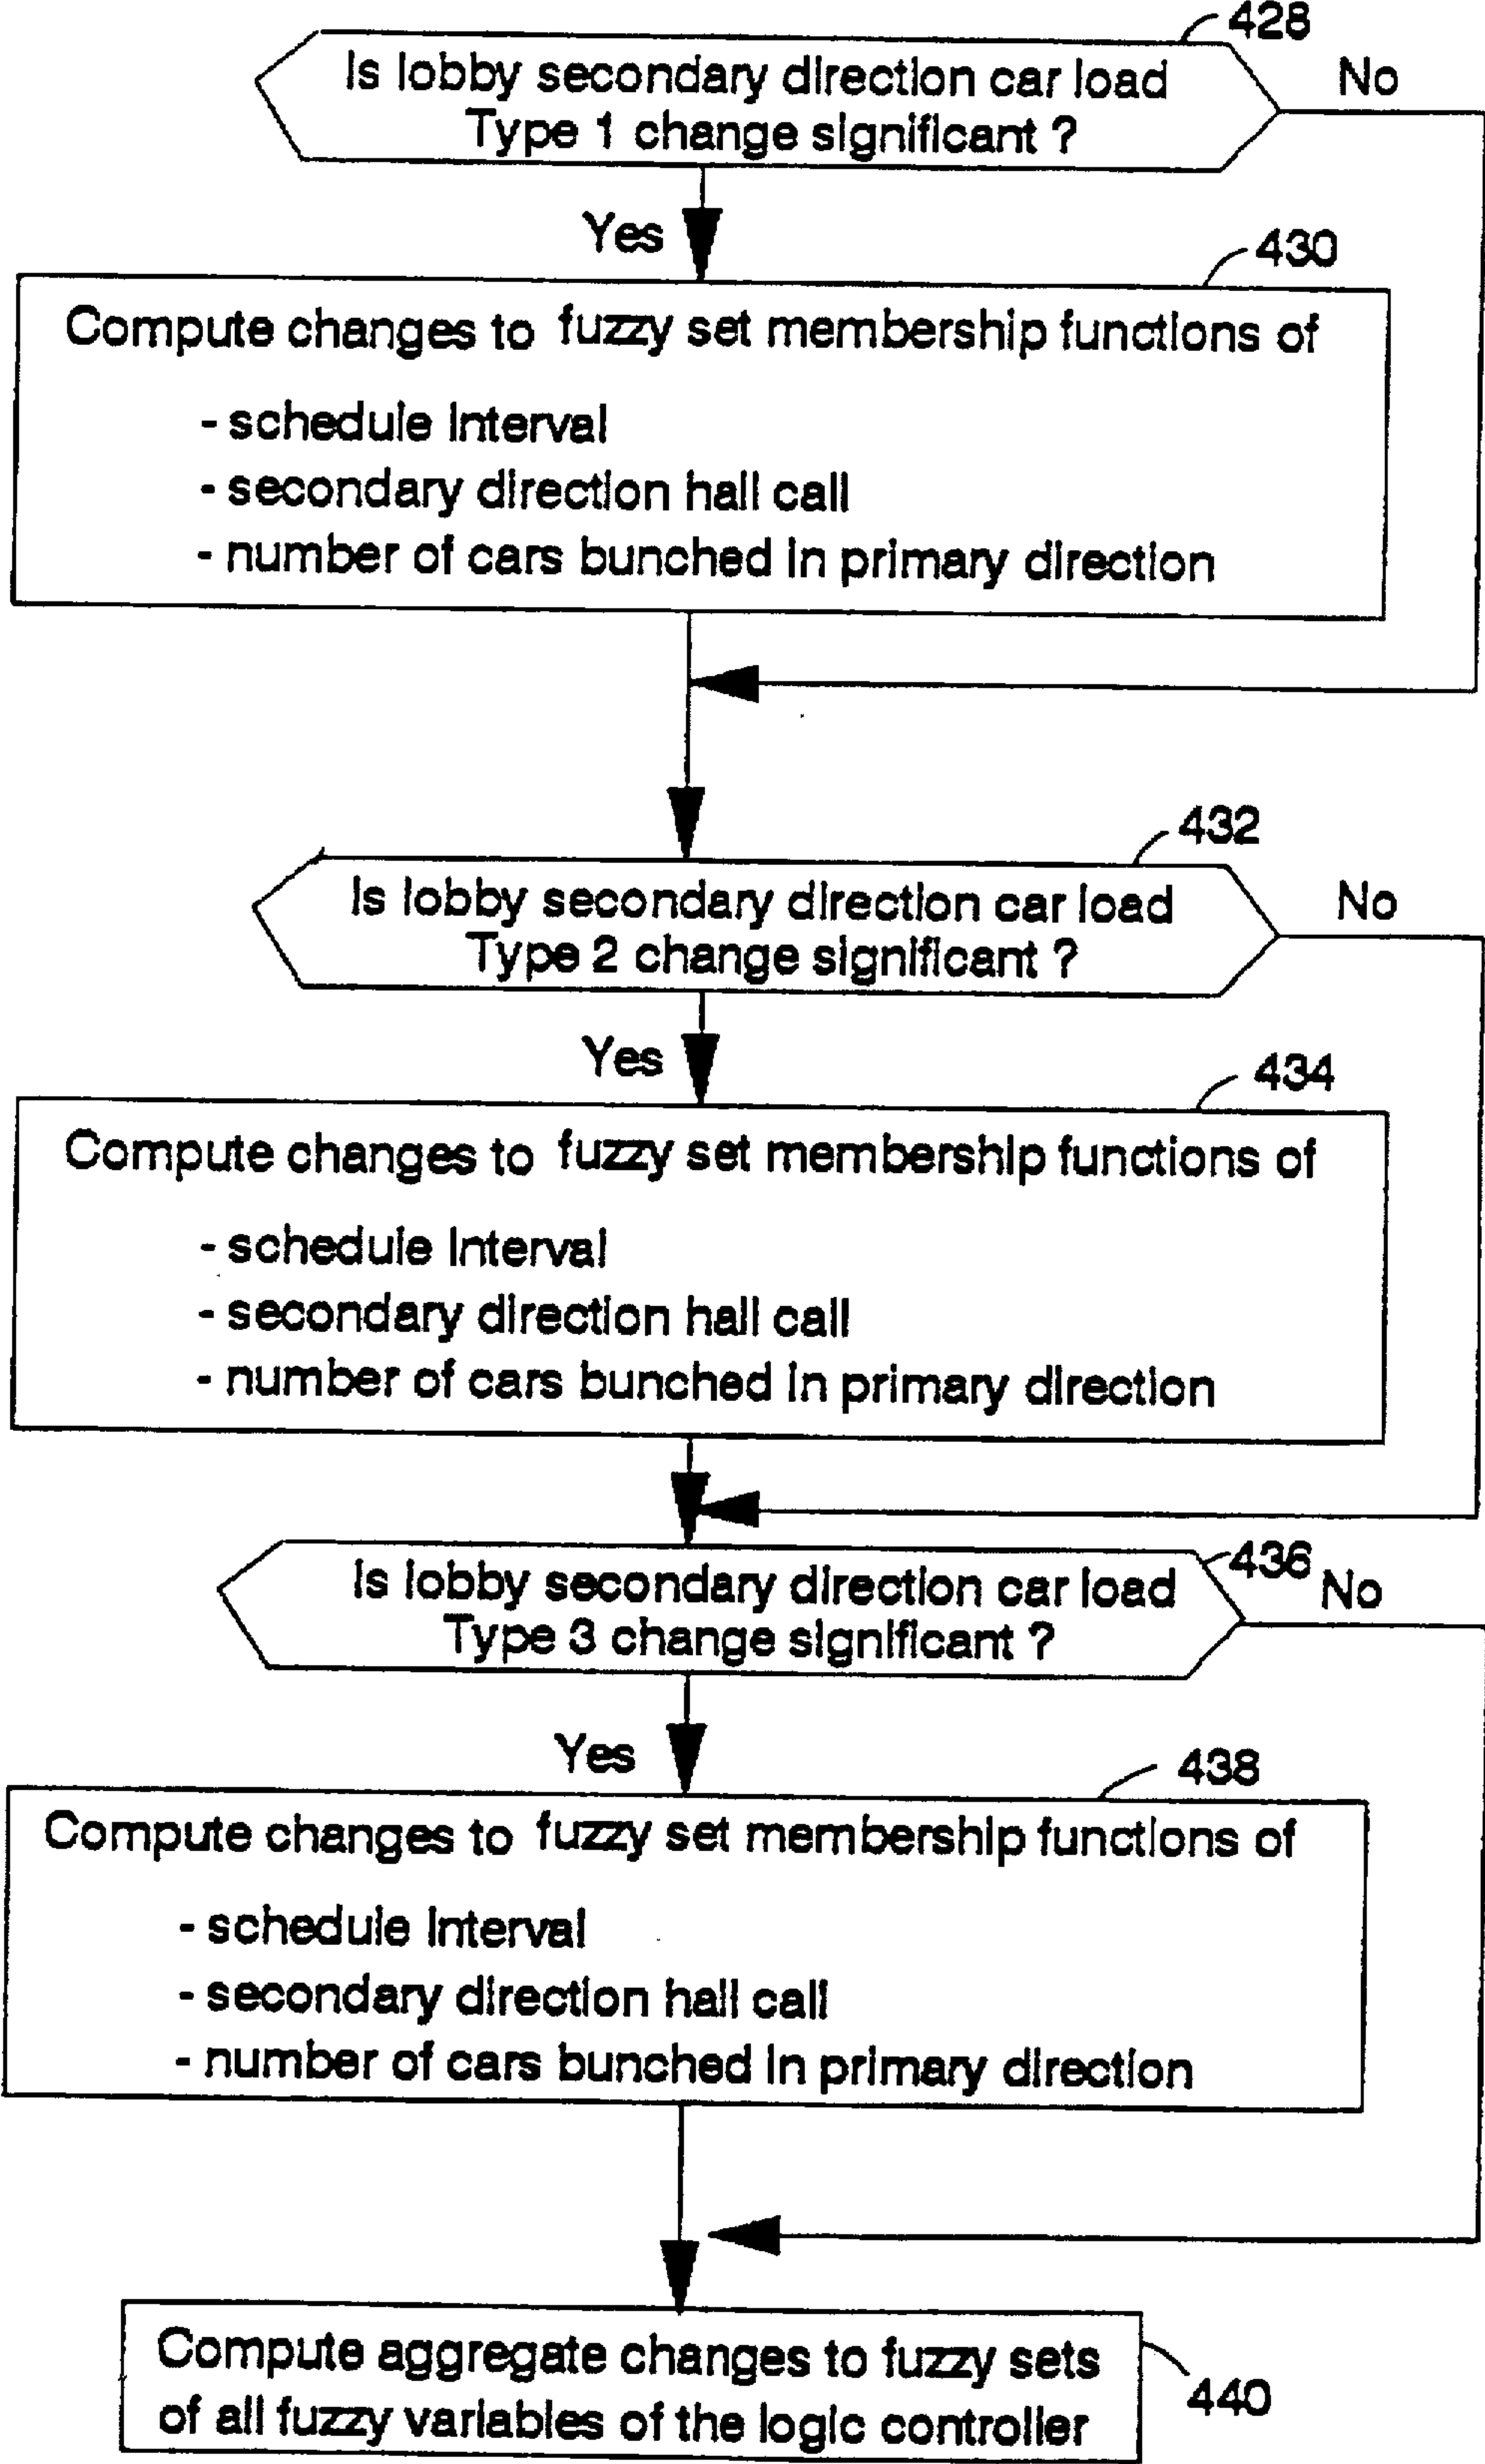 428
Is lobby secondary direction car load
Type 1 change significant ?
No
Yes
430
Compute changes to fuzzy set membership functions of
- schedule interval
- secondary direction hall call
- number of cars bunched in primary direction
432
Is lobby secondary direction car load
Type 2 change significant ?
No
Yes
434
Compute changes to fuzzy set membership functions of
- schedule interval
- secondary direction hall call
- number of cars bunched in primary direction
436
Is lobby secondary direction car load
Type 3 change significant ?
No
Yes
438
Compute changes to fuzzy set membership functions of
- schedule interval
- secondary direction hall call
- number of cars bunched in primary direction
Compute aggregate changes to fuzzy sets
of all fuzzy variables of the logic controller
440